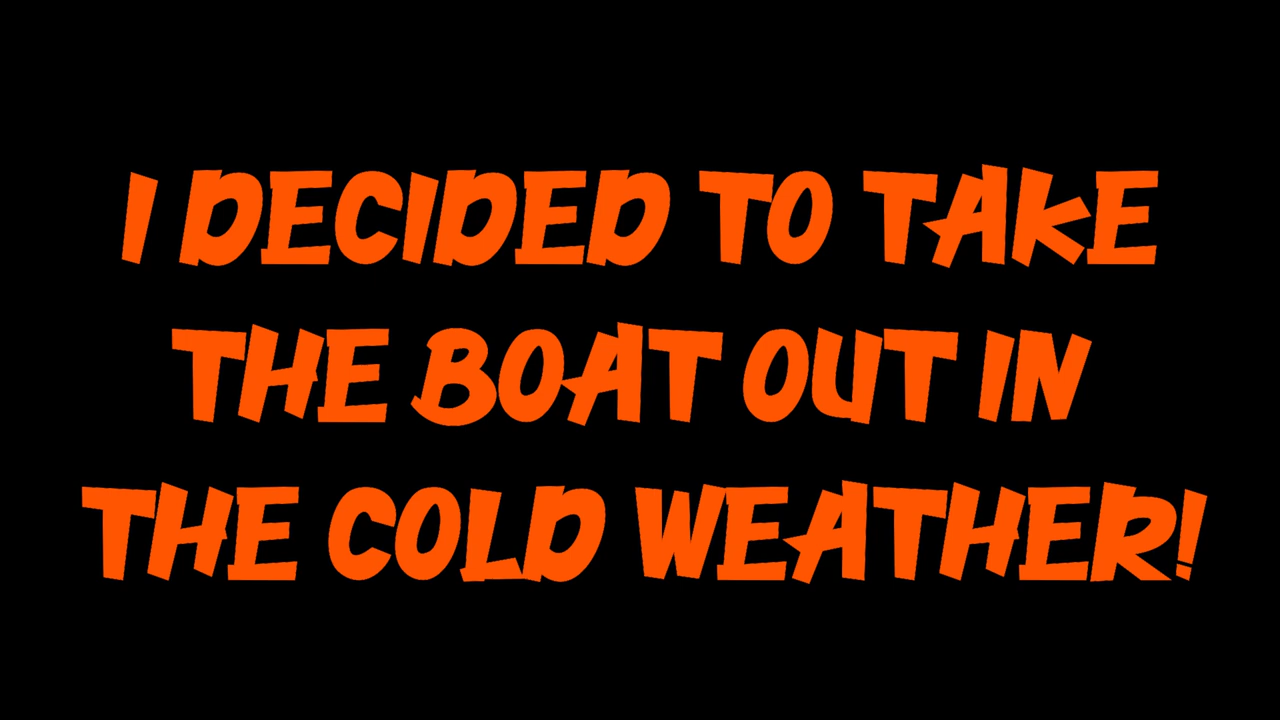 I DECIDED TO TAKE
THE BOAT OUT IN
THE COLD WEATHER!